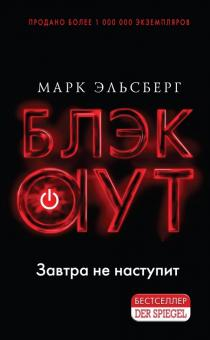 ПРОДАНО БОЛЕЕ 1 000 000 ЭКЗЕМПЛЯРОВ
МАРК ЭЛЬСБЕРГ
БЛЭК
АУТ
Завтра не наступит
БЕСТСЕЛЛЕР
DER SPIEGEL